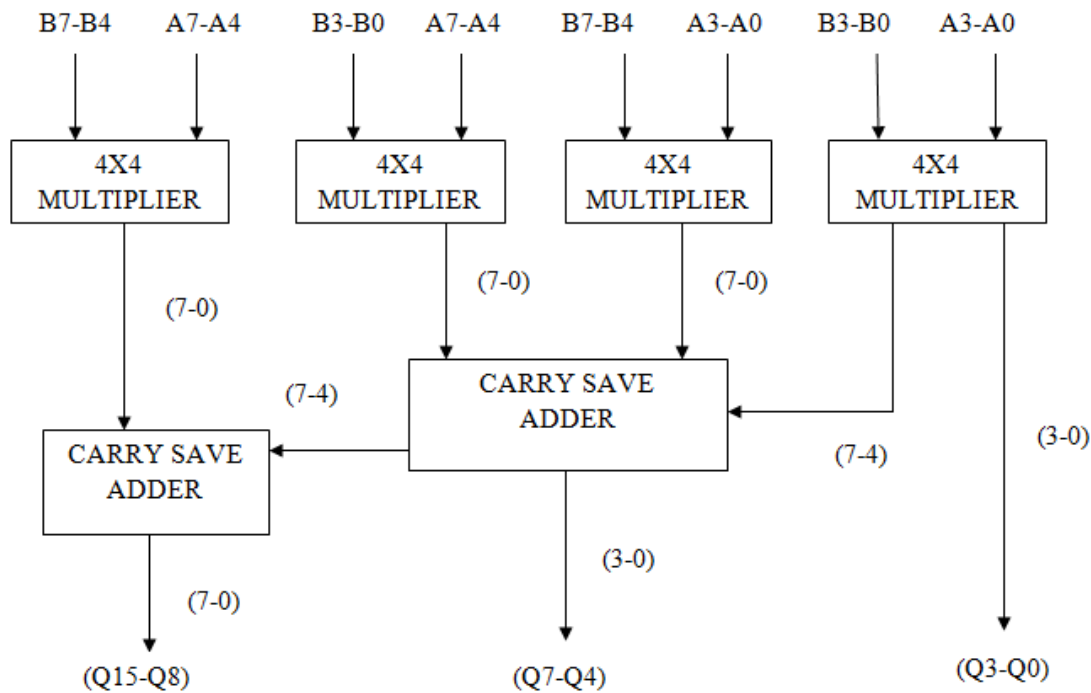 B7-B4 A7-A4 B3-B0 A7-A4 B7-B4 A3-A0 B3-B0 A3-A0
4X4 MULTIPLIER
4X4 MULTIPLIER
4X4 MULTIPLIER
4X4 MULTIPLIER
(7-0)
(7-0)
(7-0)
CARRY SAVE
ADDER
(7-4)
(7-4)
(3-0)
CARRY SAVE
ADDER
(3-0)
(7-0)
(Q15-Q8)
(Q7-Q4)
(Q3-Q0)